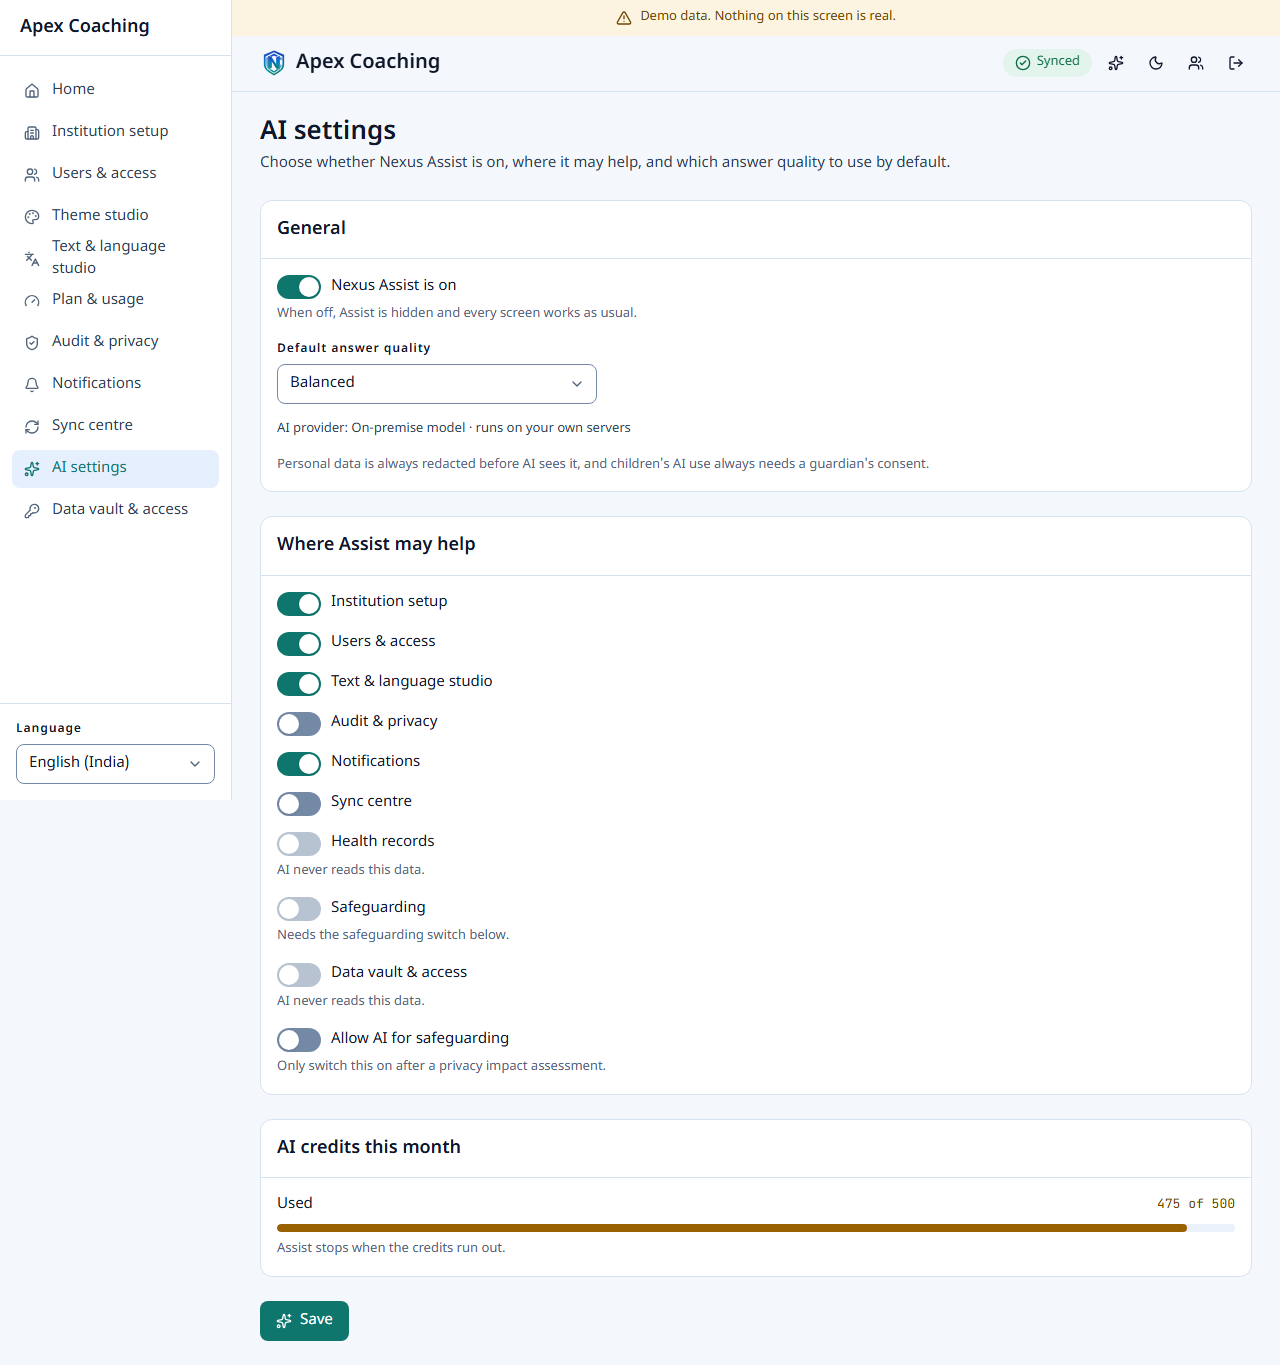 Apex Coaching
Home
Institution setup
Users & access
Theme studio
Text & language
studio
Plan & usage
Audit & privacy
Notifications
Sync centre
AI settings
Data vault & access
Language
English (India)
Demo data. Nothing on this screen is real.
Apex Coaching
Synced
AI settings
Choose whether Nexus Assist is on, where it may help, and which answer quality to use by default.
General
Nexus Assist is on
When off, Assist is hidden and every screen works as usual.
Default answer quality
Balanced
AI provider: On-premise model · runs on your own servers
Personal data is always redacted before AI sees it, and children's AI use always needs a guardian's consent.
Where Assist may help
Institution setup
Users & access
Text & language studio
Audit & privacy
Notifications
Sync centre
Health records
AI never reads this data.
Safeguarding
Needs the safeguarding switch below.
Data vault & access
AI never reads this data.
Allow AI for safeguarding
Only switch this on after a privacy impact assessment.
AI credits this month
Used
475 of 500
Assist stops when the credits run out.
Save